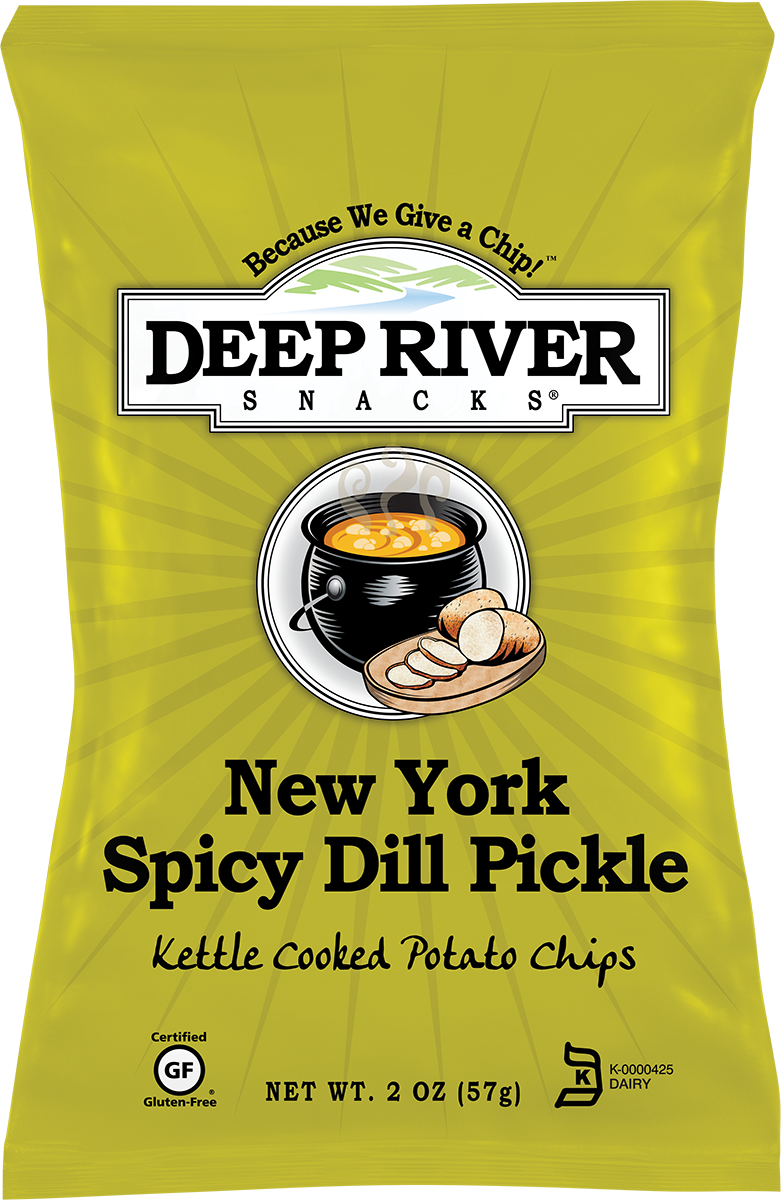 Because We Give a Chip!™
DEEP RIVER
SNACKS®
New York
Spicy Dill Pickle
Kettle Cooked Potato Chips
Certified
GF
Gluten-Free®
NET WT. 2 OZ (57g)
K
K-0000425
DAIRY